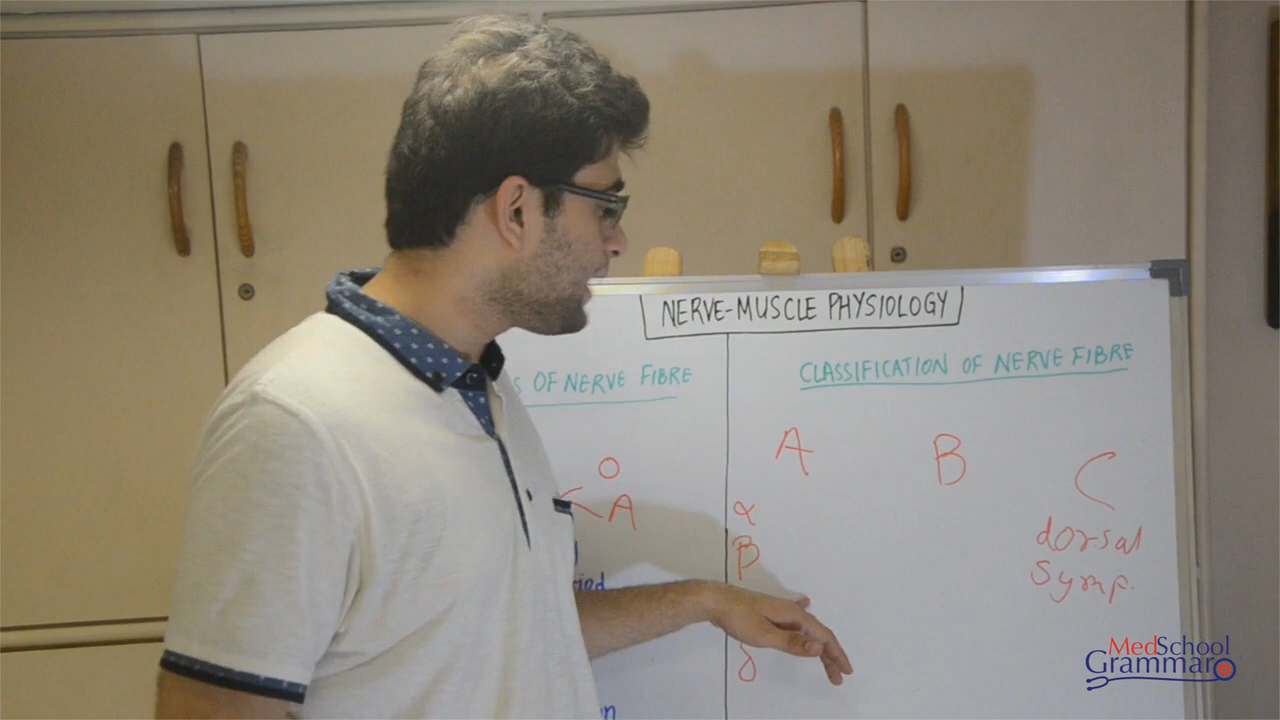 NERVE-MUSCLE PHYSIOLOGY
OF NERVE FIBRE
CLASSIFICATION OF NERVE FIBRE
O
A
A
B
C
α
β
δ
dorsal
Symp.
MedSchool
Grammar